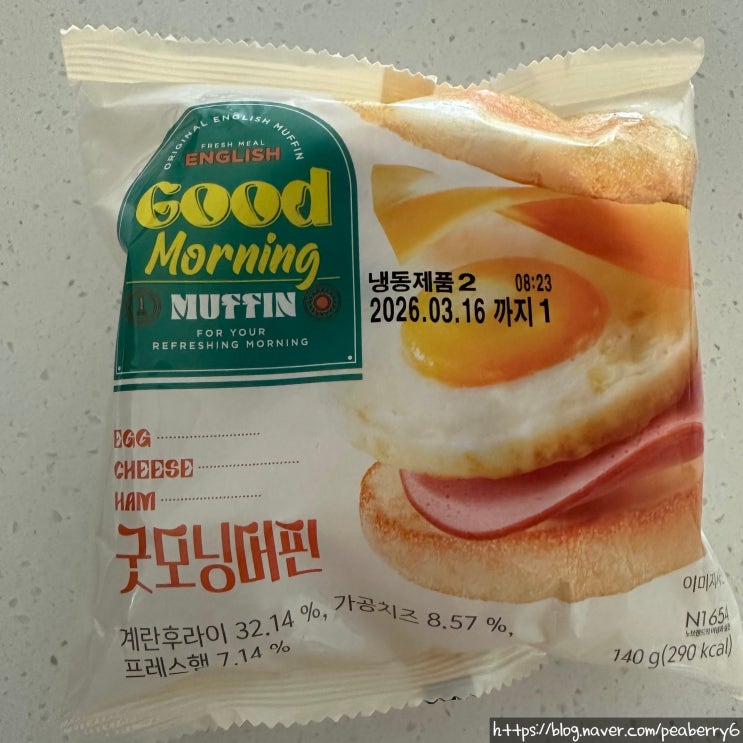 ORIGINAL ENGLISH MUFFIN
FRESH MEAL
ENGLISH
GOOD
Morning
1 MUFFIN
FOR YOUR
REFRESHING MORNING
냉동제품2 08:23
2026.03.16 까지1
EGG
CHEESE
HAM
굿모닝머핀
계란후라이 32.14 %, 가공치즈 8.57 %,
프레스햄 7.14 %
N1654
140 g(290 kcal)
https://blog.naver.com/peaberry6